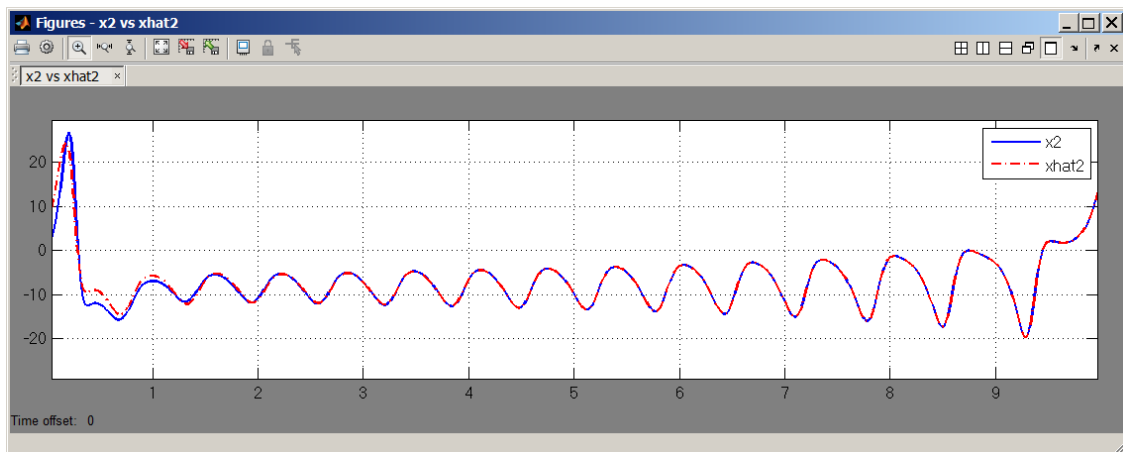 Figures - x2 vs xhat2
x2 vs xhat2 ×
x2
xhat2
20
10
0
-10
-20
1 2 3 4 5 6 7 8 9
Time offset: 0